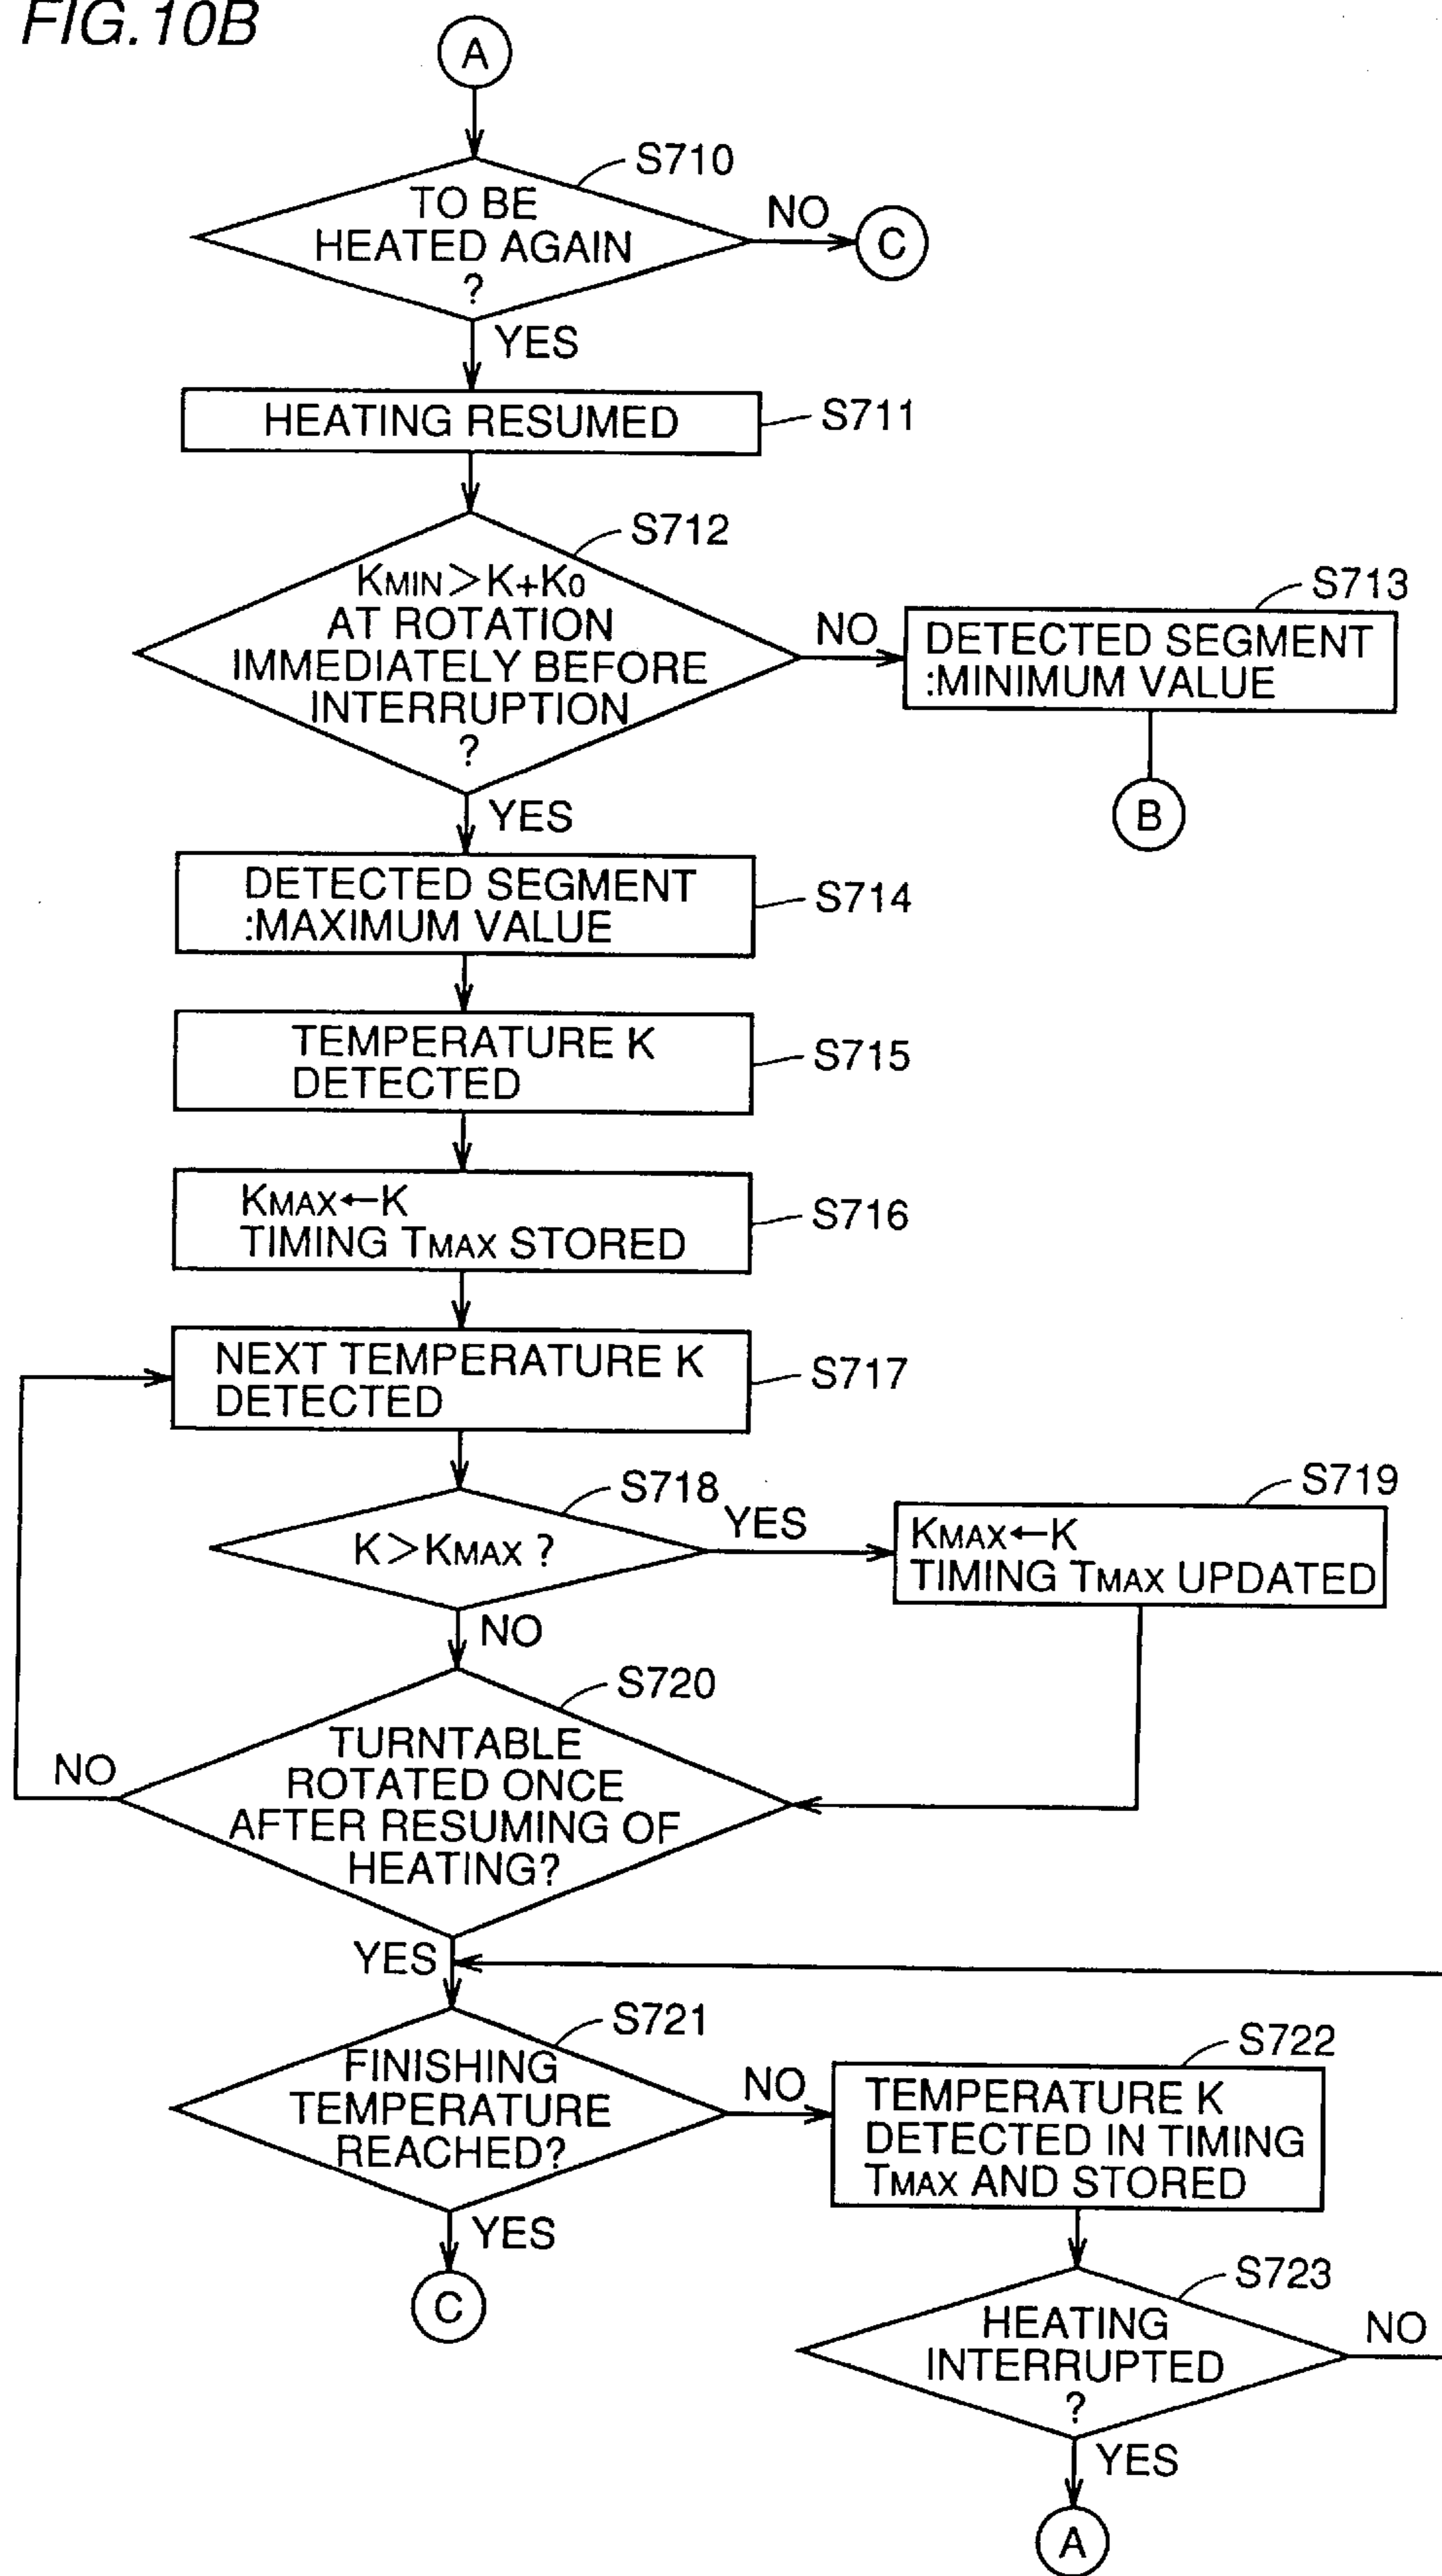 FIG.10B
A
S710
TO BE
HEATED AGAIN
?
NO
C
YES
HEATING RESUMED
S711
S712
KMIN>K+K0
AT ROTATION
IMMEDIATELY BEFORE
INTERRUPTION
?
NO
S713
DETECTED SEGMENT
:MINIMUM VALUE
B
YES
DETECTED SEGMENT
:MAXIMUM VALUE
S714
TEMPERATURE K
DETECTED
S715
KMAX←K
TIMING TMAX STORED
S716
NEXT TEMPERATURE K
DETECTED
S717
S718
K>KMAX ?
YES
S719
KMAX←K
TIMING TMAX UPDATED
NO
S720
TURNTABLE
ROTATED ONCE
AFTER RESUMING OF
HEATING?
NO
YES
S721
FINISHING
TEMPERATURE
REACHED?
NO
S722
TEMPERATURE K
DETECTED IN TIMING
TMAX AND STORED
YES
C
S723
HEATING
INTERRUPTED
?
NO
YES
A